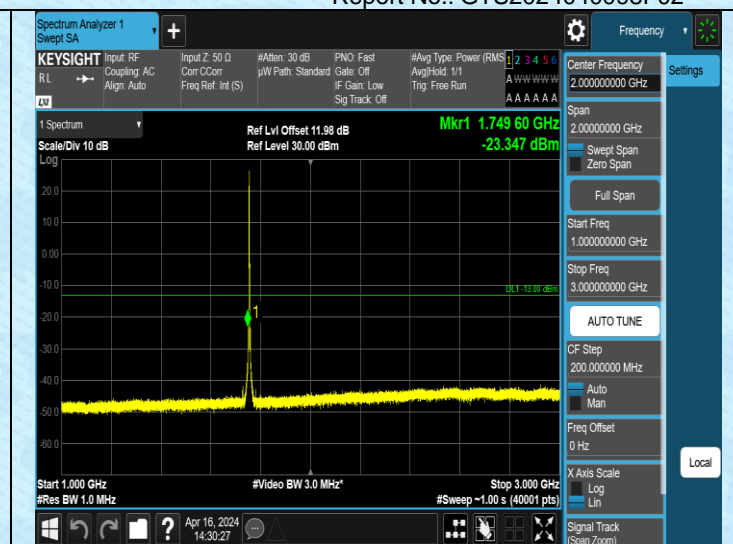 Spectrum Analyzer 1
Swept SA
Frequency
KEYSIGHT
RL
LXI
Input: RF
Coupling: AC
Align: Auto
Input Z: 50 Ω
Corr CCorr
Freq Ref: Int (S)
#Atten: 30 dB
µW Path: Standard
PNO: Fast
Gate: Off
IF Gain: Low
Sig Track: Off
#Avg Type: Power (RMS
Avg|Hold: 1/1
Trig: Free Run
1 2 3 4 5 6
A W W W W W
A A A A A A
Center Frequency
2.000000000 GHz
Settings
Span
2.00000000 GHz
Swept Span
Zero Span
Full Span
Start Freq
1.000000000 GHz
Stop Freq
3.000000000 GHz
AUTO TUNE
CF Step
200.000000 MHz
Auto
Man
Freq Offset
0 Hz
X Axis Scale
Log
Lin
Local
Signal Track
(Span Zoom)
1 Spectrum
Scale/Div 10 dB
Log
Ref Lvl Offset 11.98 dB
Ref Level 30.00 dBm
Mkr1 1.749 60 GHz
-23.347 dBm
20.0
10.0
0.00
-10.0
DL1 -13.00 dBm
-20.0
1
-30.0
-40.0
-50.0
-60.0
Start 1.000 GHz
#Res BW 1.0 MHz
#Video BW 3.0 MHz*
Stop 3.000 GHz
#Sweep ~1.00 s (40001 pts)
Apr 16, 2024
14:30:27